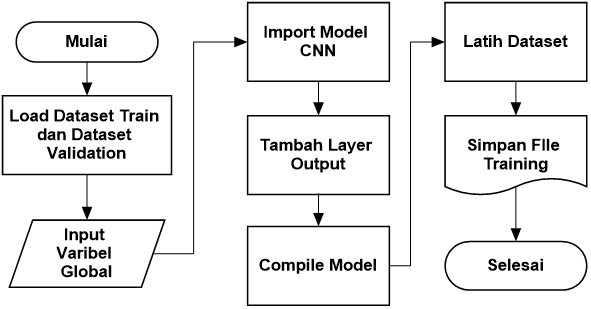 Mulai
Load Dataset Train
dan Dataset
Validation
Input
Varibel
Global
Import Model
CNN
Tambah Layer
Output
Compile Model
Latih Dataset
Simpan FIle
Training
Selesai